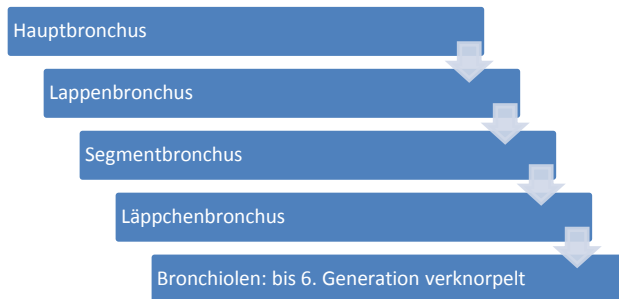 Hauptbronchus
Lappenbronchus
Segmentbronchus
Läppchenbronchus
Bronchiolen: bis 6. Generation verknorpelt